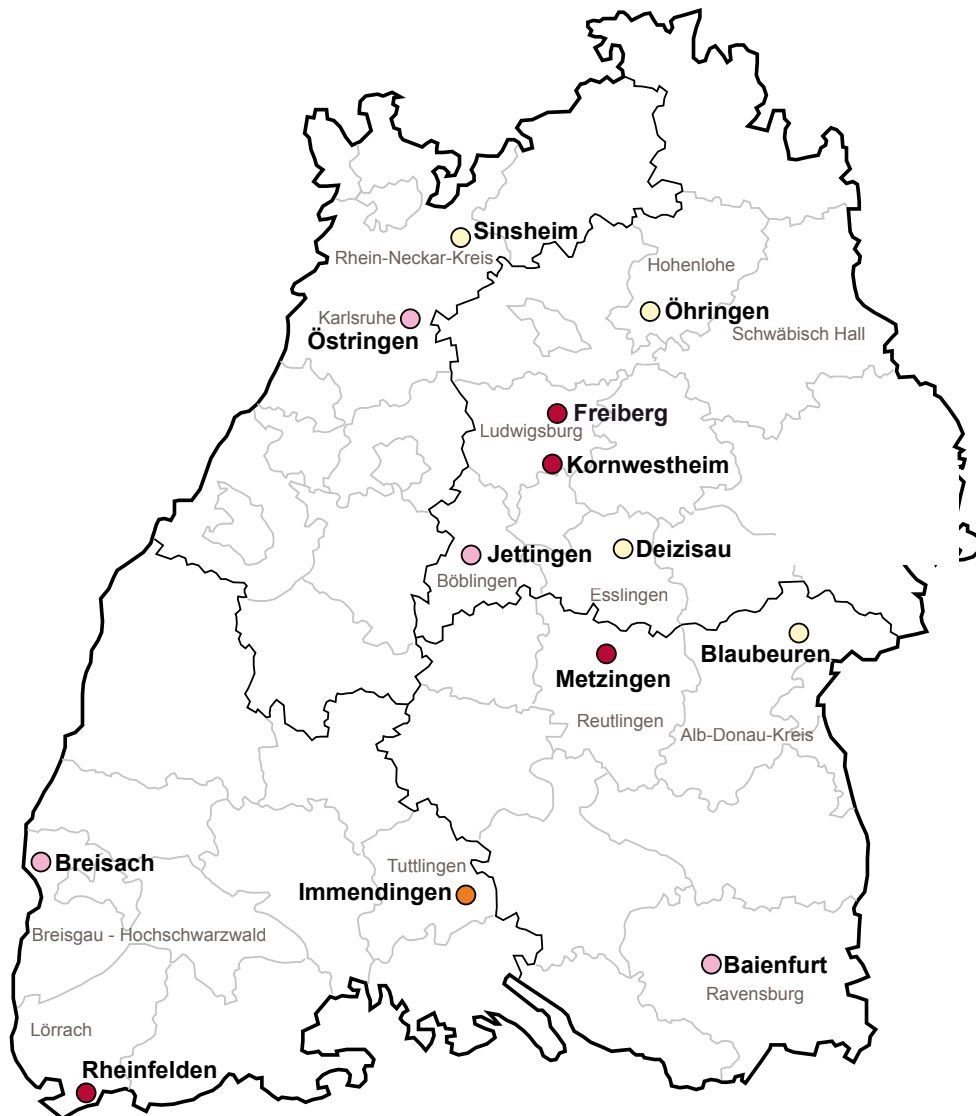 Sinsheim
Rhein-Neckar-Kreis
Hohenlohe
Öhringen
Karlsruhe
Östringen
Schwäbisch Hall
Freiberg
Ludwigsburg
Kornwestheim
Jettingen
Böblingen
Deizisau
Esslingen
Blaubeuren
Metzingen
Reutlingen
Alb-Donau-Kreis
Breisach
Tuttlingen
Immendingen
Breisgau - Hochschwarzwald
Baienfurt
Ravensburg
Lörrach
Rheinfelden